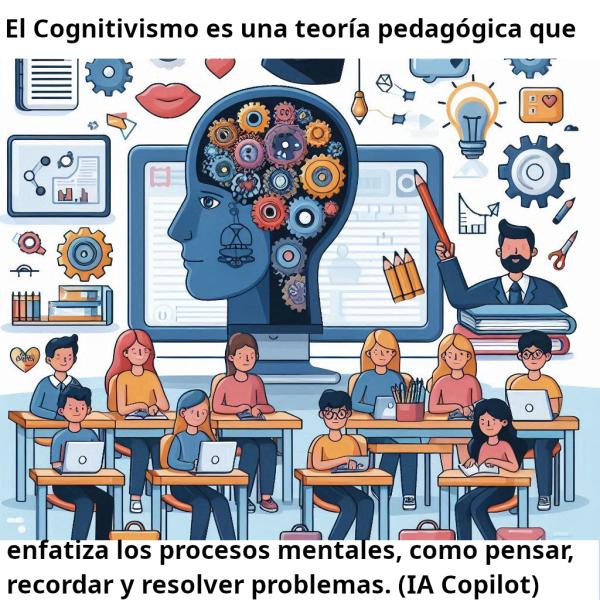 El Cognitivismo es una teoría pedagógica que
enfatiza los procesos mentales, como pensar,
recordar y resolver problemas. (IA Copilot)